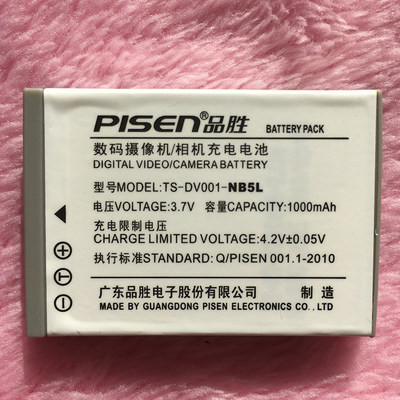 PISEN®品胜 BATTERY PACK
数码摄像机/相机充电电池
DIGITAL VIDEO/CAMERA BATTERY
型号MODEL:TS-DV001-NB5L
电压VOLTAGE:3.7V 容量CAPACITY:1000mAh
充电限制电压
CHARGE LIMITED VOLTAGE:4.2V±0.05V
执行标准STANDARD: Q/PISEN 001.1-2010
广东品胜电子股份有限公司 制造
MADE BY GUANGDONG PISEN ELECTRONICS CO., LTD.